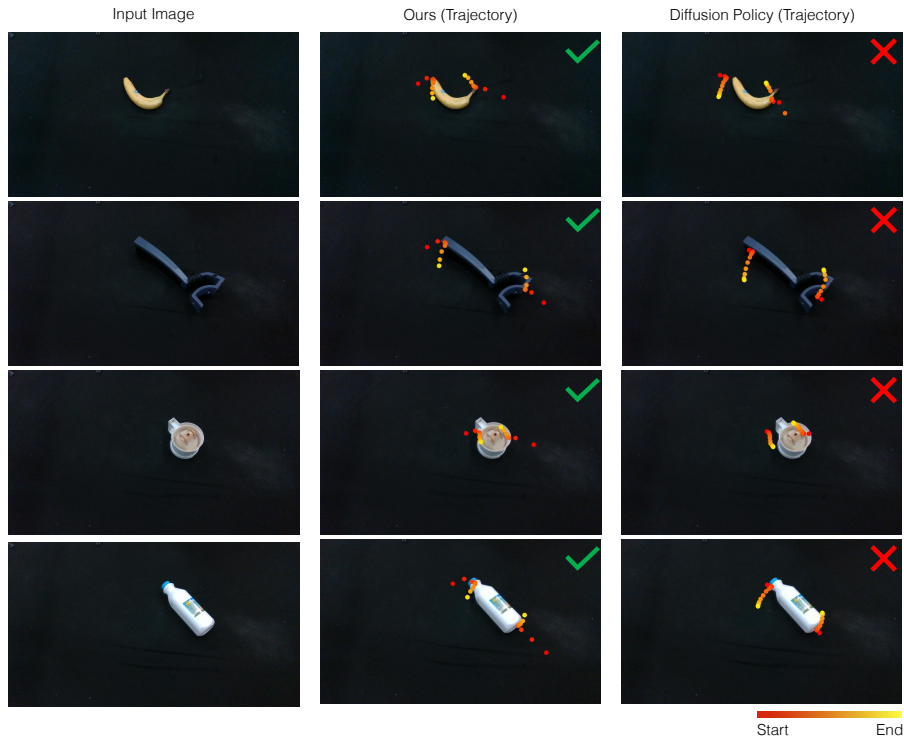 Input Image
Ours (Trajectory)
Diffusion Policy (Trajectory)
Start
End